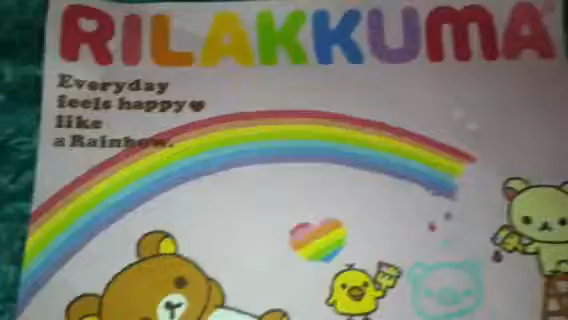 RILAKKUMA
Everyday
feels happy♥
like
a Rainbow.